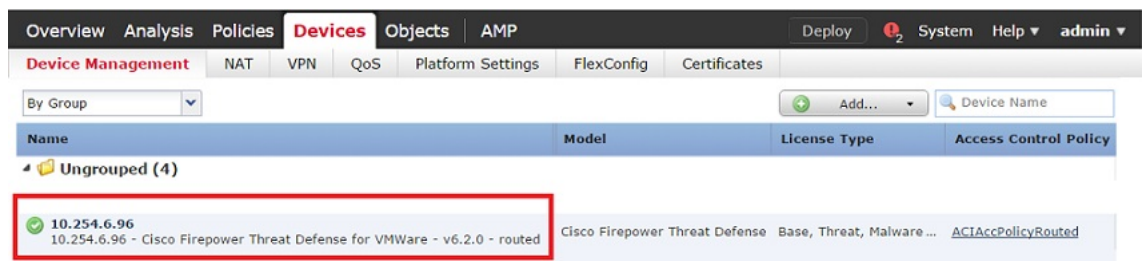 Overview Analysis Policies Devices Objects AMP Deploy 2 System Help admin
Device Management NAT VPN QoS Platform Settings FlexConfig Certificates
By Group Add... Device Name
Name Model License Type Access Control Policy
Ungrouped (4)
10.254.6.96
10.254.6.96 - Cisco Firepower Threat Defense for VMWare - v6.2.0 - routed Cisco Firepower Threat Defense Base, Threat, Malware ... ACIAccPolicyRouted